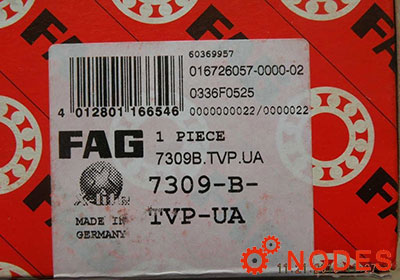 60369957
016726057-0000-02
0336F0525
4 012801 166546
0000000022/0000022
FAG
1 PIECE
7309B.TVP.UA
7309-B-
TVP-UA
MADE IN
GERMANY
NODES